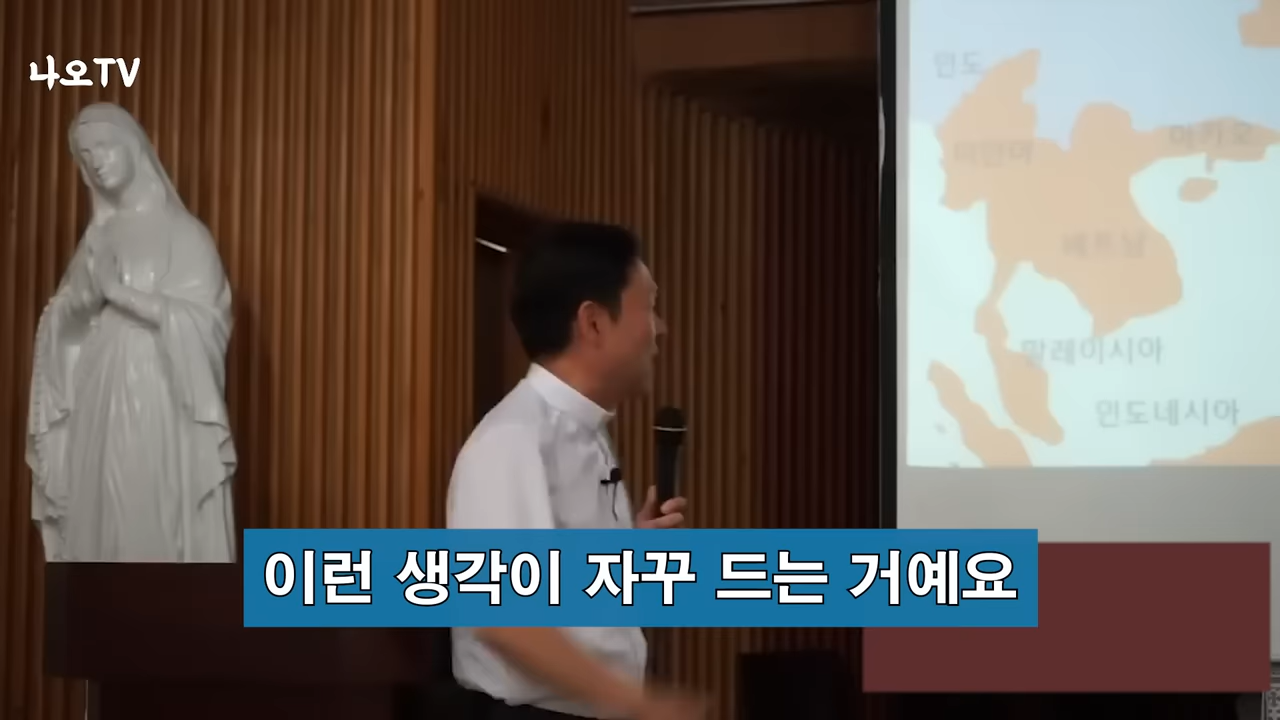 나오TV
인도
미얀마
마카오
베트남
말레이시아
인도네시아
이런 생각이 자꾸 드는 거예요